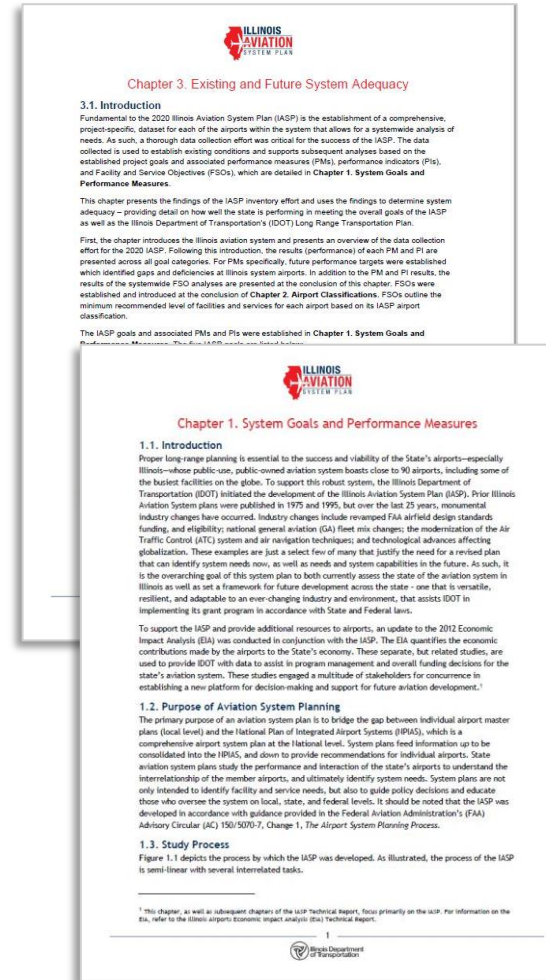 ILLINOIS
AVIATION
SYSTEM PLAN
Chapter 3. Existing and Future System Adequacy
3.1. Introduction
Fundamental to the 2020 Illinois Aviation System Plan (IASP) is the establishment of a comprehensive,
project-specific, dataset for each of the airports within the system that allows for a systemwide analysis of
needs. As such, a thorough data collection effort was critical for the success of the IASP. The data
collected is used to establish existing conditions and supports subsequent analyses based on the
established project goals and associated performance measures (PMs), performance indicators (PIs),
and Facility and Service Objectives (FSOs), which are detailed in Chapter 1. System Goals and
Performance Measures.
This chapter presents the findings of the IASP inventory effort and uses the findings to determine system
adequacy – providing detail on how well the state is performing in meeting the overall goals of the IASP
as well as the Illinois Department of Transportation's (IDOT) Long Range Transportation Plan.
First, the chapter introduces the Illinois aviation system and presents an overview of the data collection
effort for the 2020 IASP. Following this introduction, the results (performance) of each PM and PI are
presented across all goal categories. For PMs specifically, future performance targets were established
which identified gaps and deficiencies at Illinois system airports. In addition to the PM and PI results, the
results of the systemwide FSO analyses are presented at the conclusion of this chapter. FSOs were
established and introduced at the conclusion of Chapter 2. Airport Classifications. FSOs outline the
minimum recommended level of facilities and services for each airport based on its IASP airport
classification.
The IASP goals and associated PMs and PIs were established in Chapter 1. System Goals and
ILLINOIS
AVIATION
SYSTEM PLAN
Chapter 1. System Goals and Performance Measures
1.1. Introduction
Proper long-range planning is essential to the success and viability of the State's airports—especially
Illinois—whose public-use, public-owned aviation system boasts close to 90 airports, including some of
the busiest facilities on the globe. To support this robust system, the Illinois Department of
Transportation (IDOT) initiated the development of the Illinois Aviation System Plan (IASP). Prior Illinois
Aviation System plans were published in 1975 and 1995, but over the last 25 years, monumental
industry changes have occurred. Industry changes include revamped FAA airfield design standards
funding, and eligibility; national general aviation (GA) fleet mix changes; the modernization of the Air
Traffic Control (ATC) system and air navigation techniques; and technological advances affecting
globalization. These examples are just a select few of many that justify the need for a revised plan
that can identify system needs now, as well as needs and system capabilities in the future. As such, it
is the overarching goal of this system plan to both currently assess the state of the aviation system in
Illinois as well as set a framework for future development across the state - one that is versatile,
resilient, and adaptable to an ever-changing industry and environment, that assists IDOT in
implementing its grant program in accordance with State and Federal laws.
To support the IASP and provide additional resources to airports, an update to the 2012 Economic
Impact Analysis (EIA) was conducted in conjunction with the IASP. The EIA quantifies the economic
contributions made by the airports to the State's economy. These separate, but related studies, are
used to provide IDOT with data to assist in program management and overall funding decisions for the
state's aviation system. These studies engaged a multitude of stakeholders for concurrence in
establishing a new platform for decision-making and support for future aviation development.¹
1.2. Purpose of Aviation System Planning
The primary purpose of an aviation system plan is to bridge the gap between individual airport master
plans (local level) and the National Plan of Integrated Airport Systems (NPIAS), which is a
comprehensive airport system plan at the National level. System plans feed information up to be
consolidated into the NPIAS, and down to provide recommendations for individual airports. State
aviation system plans study the performance and interaction of the state's airports to understand the
interrelationship of the member airports, and ultimately identify system needs. System plans are not
only intended to identify facility and service needs, but also to guide policy decisions and educate
those who oversee the system on local, state, and federal levels. It should be noted that the IASP was
developed in accordance with guidance provided in the Federal Aviation Administration's (FAA)
Advisory Circular (AC) 150/5070-7, Change 1, The Airport System Planning Process.
1.3. Study Process
Figure 1.1 depicts the process by which the IASP was developed. As illustrated, the process of the IASP
is semi-linear with several interrelated tasks.
¹ This chapter, as well as subsequent chapters of the IASP Technical Report, focus primarily on the IASP. For information on the
EIA, refer to the Illinois Airports Economic Impact Analysis (EIA) Technical Report.
1
Illinois Department
of Transportation